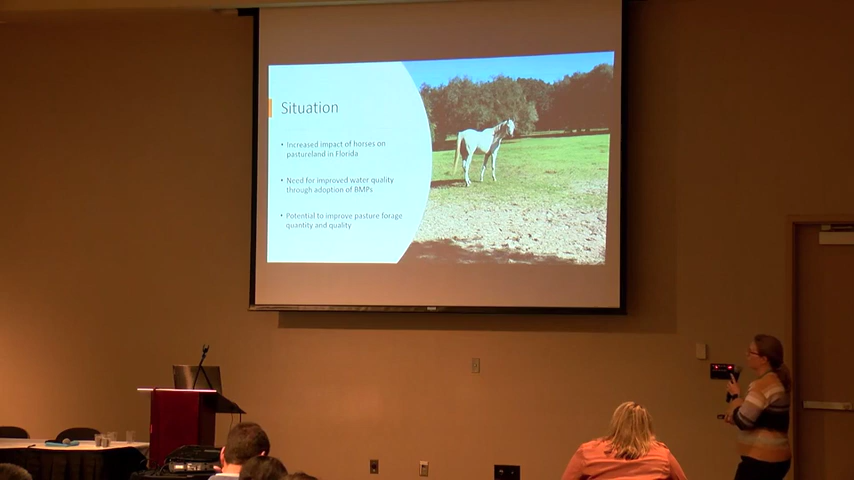 Situation
• Increased impact of horses on
pastureland in Florida
• Need for improved water quality
through adoption of BMPs
• Potential to improve pasture forage
quantity and quality